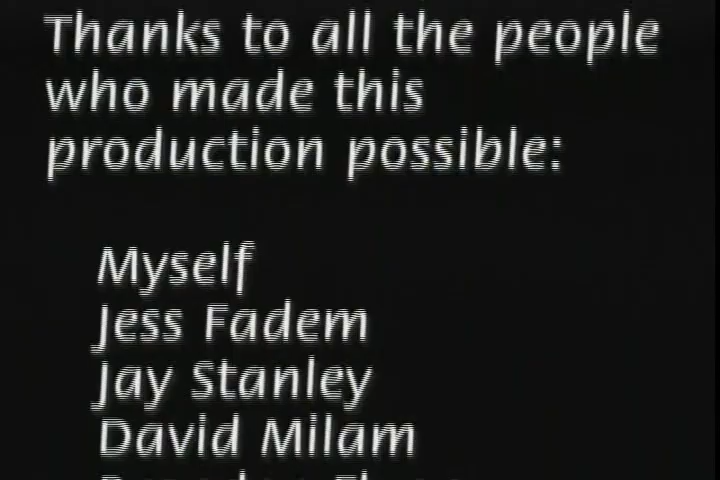 Thanks to all the people
who made this
production possible:
Myself
Jess Fadem
Jay Stanley
David Milam